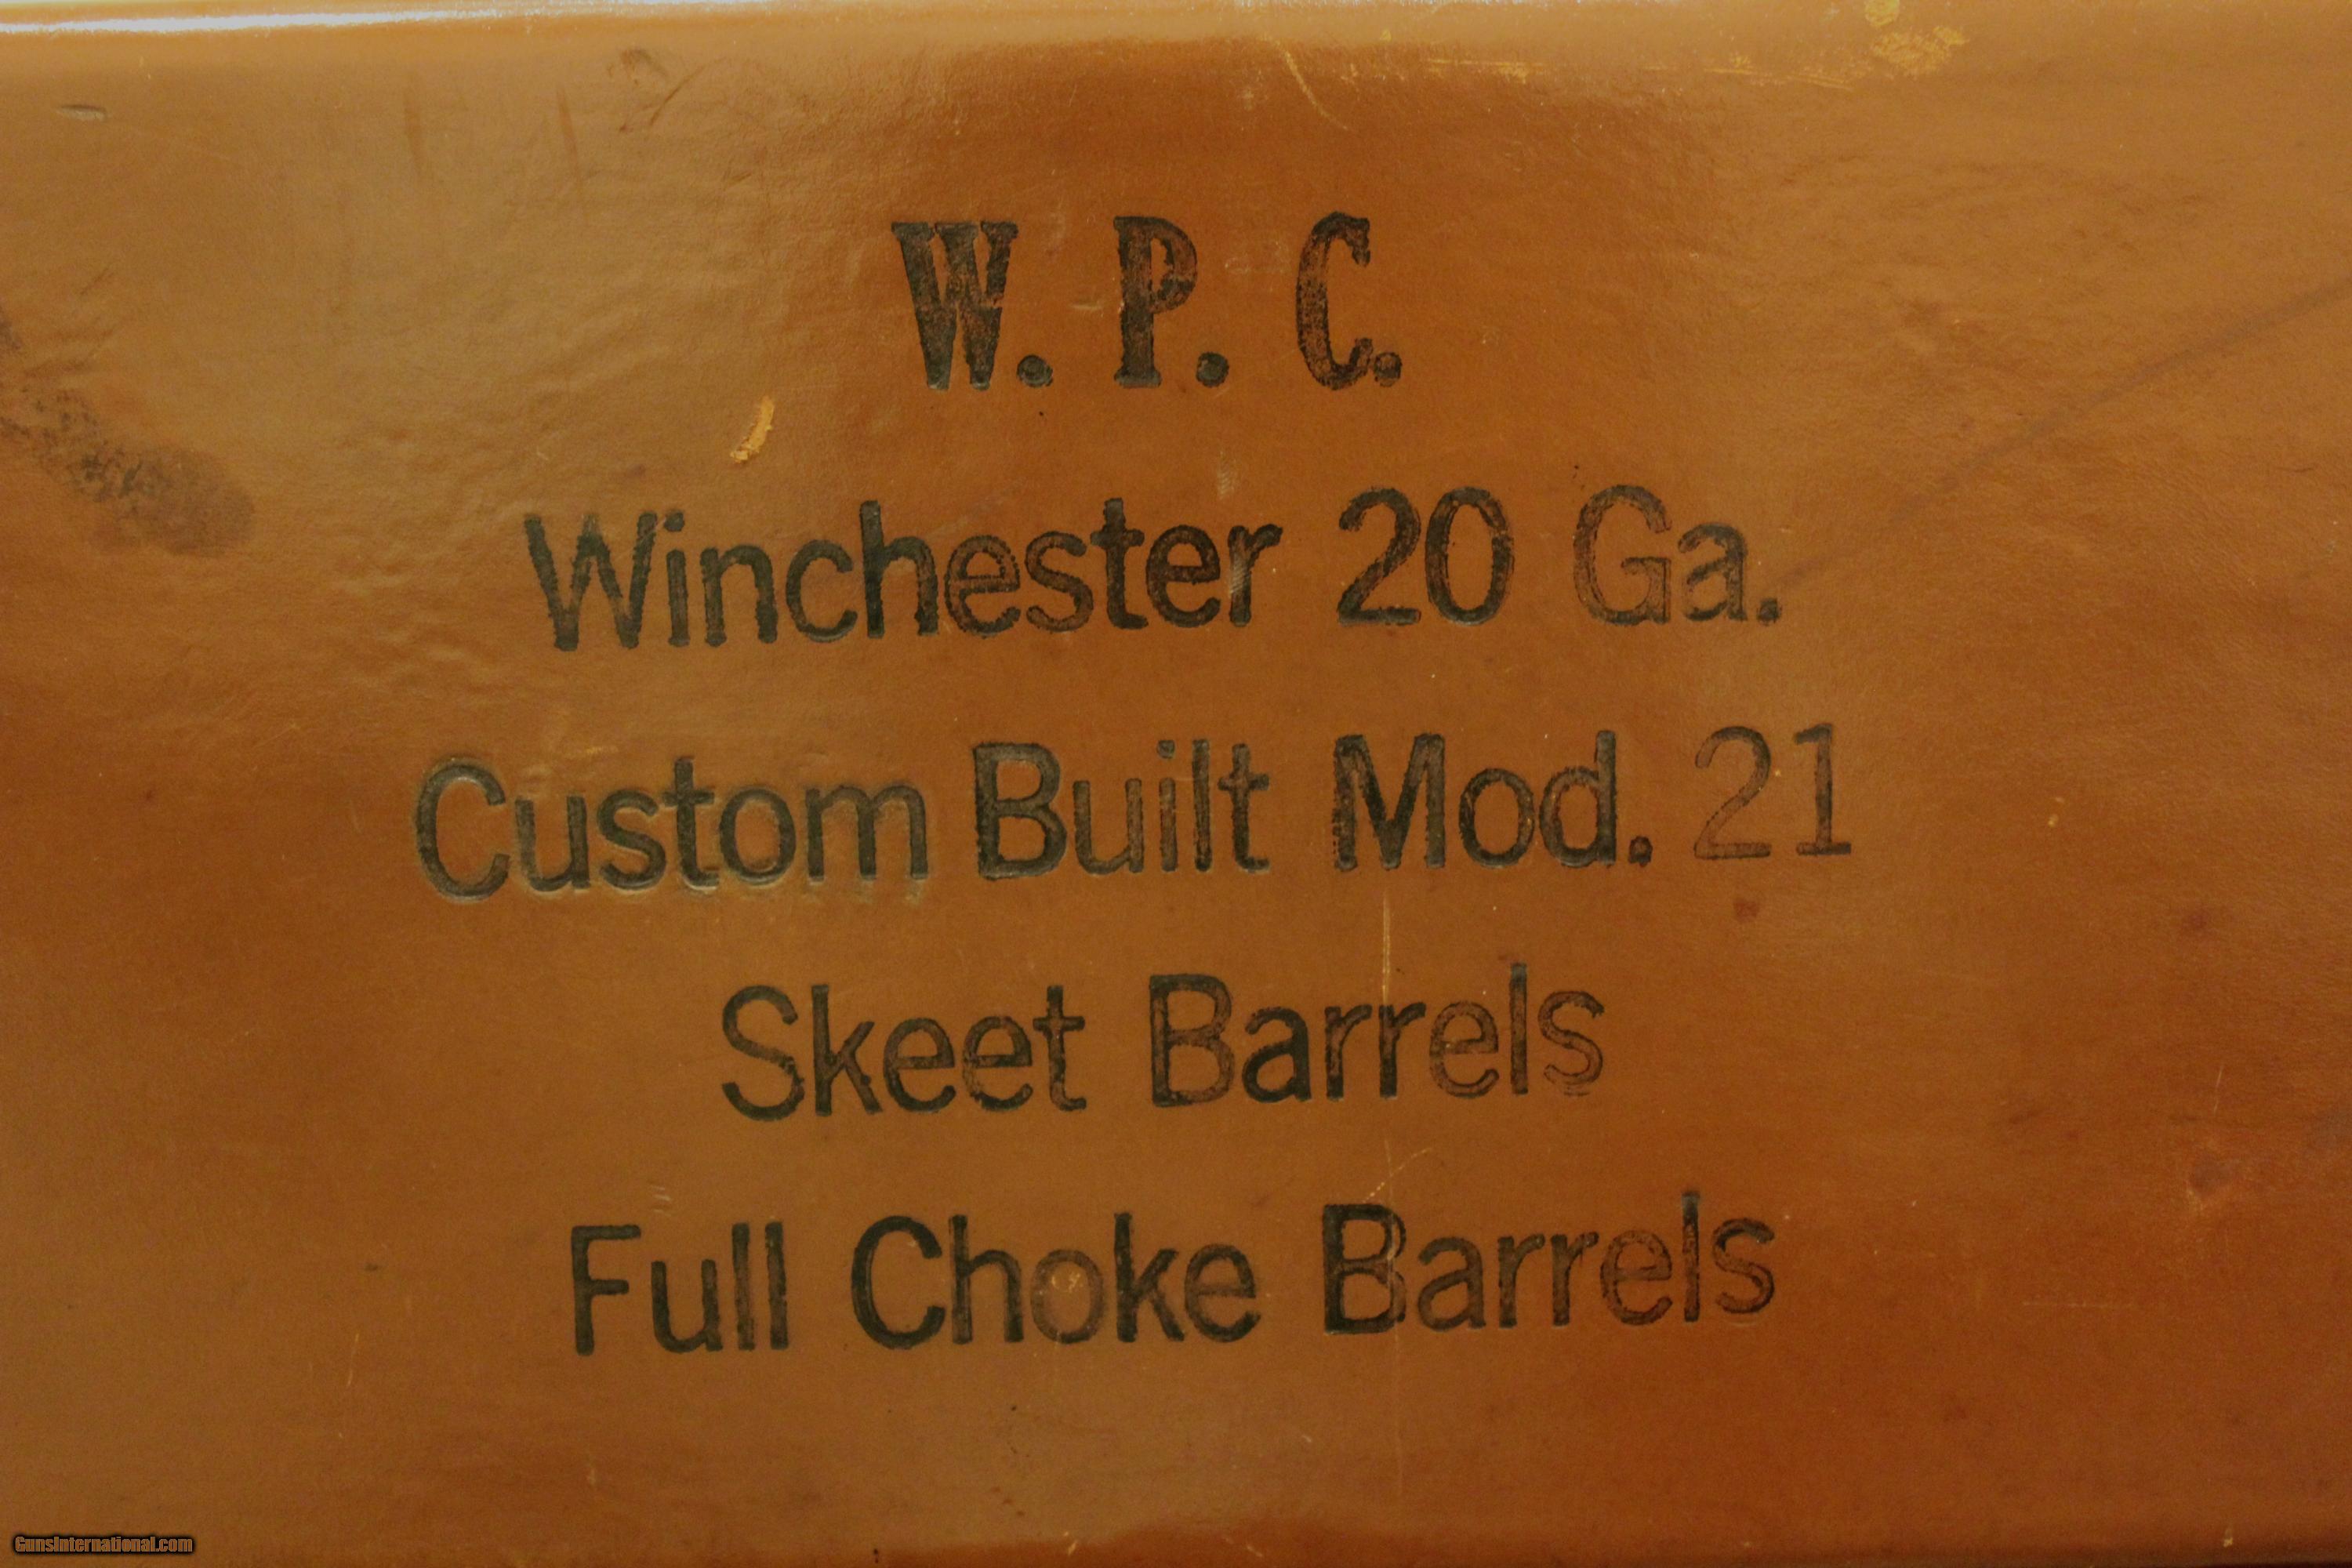 W. P. C.
Winchester 20 Ga.
Custom Built Mod. 21
Skeet Barrels
Full Choke Barrels
GunsInternational.com